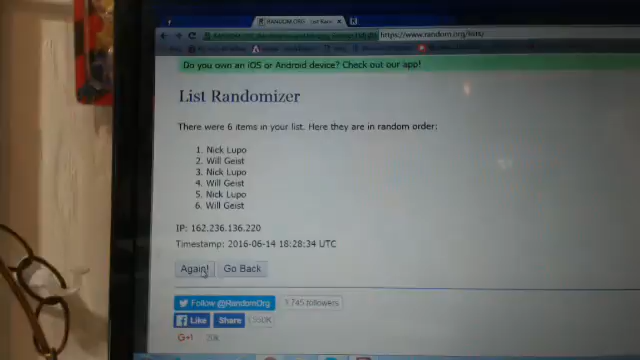 RANDOM.ORG - List Rand
https://www.random.org/lists/
Do you own an iOS or Android device? Check out our app!
List Randomizer
There were 6 items in your list. Here they are in random order:
1. Nick Lupo
2. Will Geist
3. Nick Lupo
4. Will Geist
5. Nick Lupo
6. Will Geist
IP: 162.236.136.220
Timestamp: 2016-06-14 18:28:34 UTC
Again! Go Back
Follow @RandomOrg 1,745 followers
Like Share
G+1